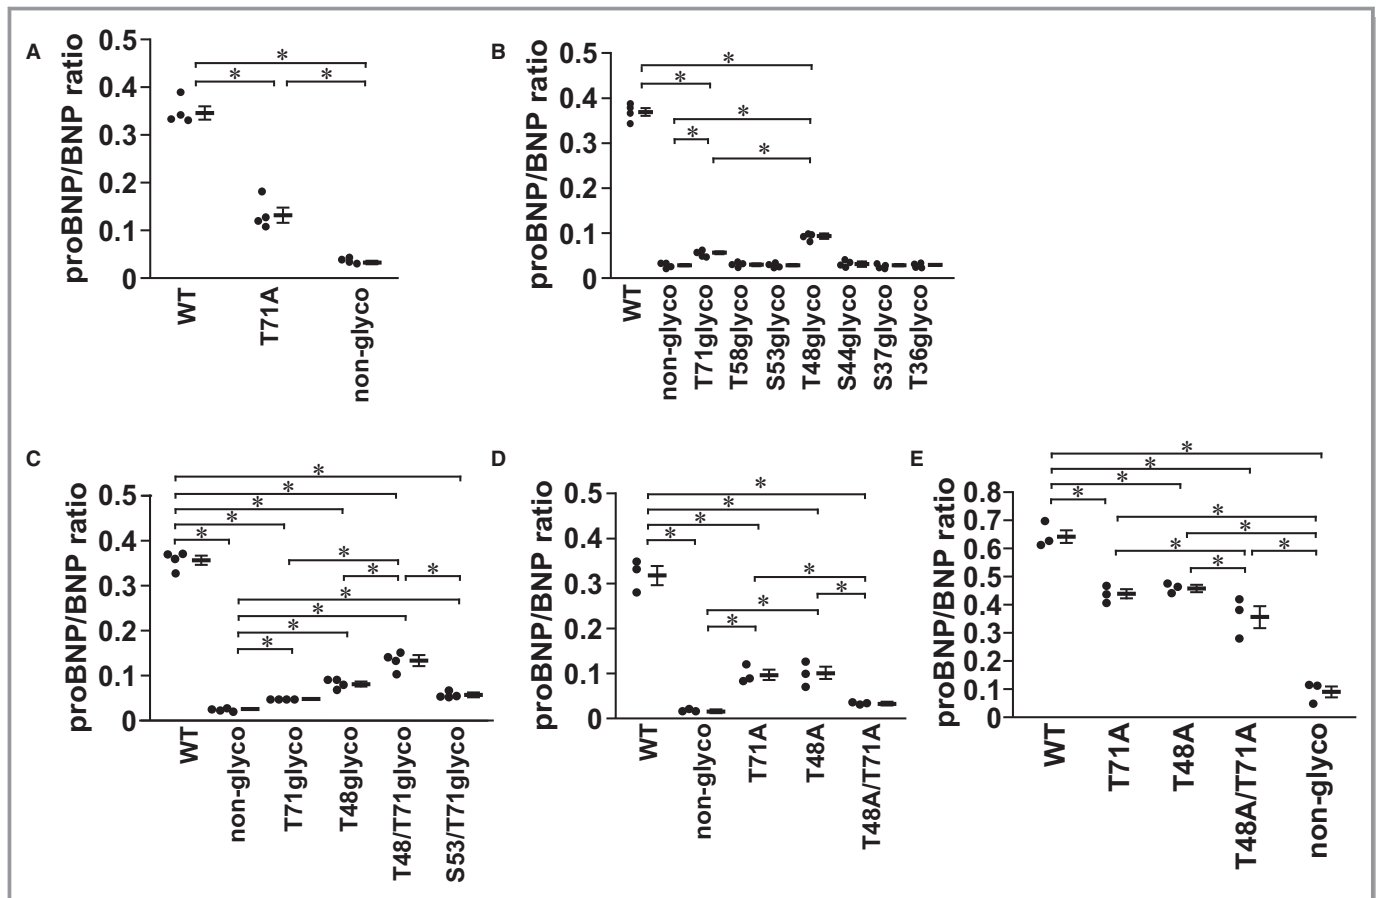 A
proBNP/BNP ratio
0.5
0.4
0.3
0.2
0.1
0
* * *
WT
T71A
non-glyco
B
proBNP/BNP ratio
0.5
0.4
0.3
0.2
0.1
0
* * * * *
WT
non-glyco
T71glyco
T58glyco
S53glyco
T48glyco
S44glyco
S37glyco
T36glyco
C
proBNP/BNP ratio
0.5
0.4
0.3
0.2
0.1
0
* * * * * * * * * * * *
WT
non-glyco
T71glyco
T48glyco
T48/T71glyco
S53/T71glyco
D
proBNP/BNP ratio
0.5
0.4
0.3
0.2
0.1
0
* * * * * * * *
WT
non-glyco
T71A
T48A
T48A/T71A
E
proBNP/BNP ratio
0.8
0.7
0.6
0.5
0.4
0.3
0.2
0.1
0
* * * * * * * * *
WT
T71A
T48A
T48A/T71A
non-glyco